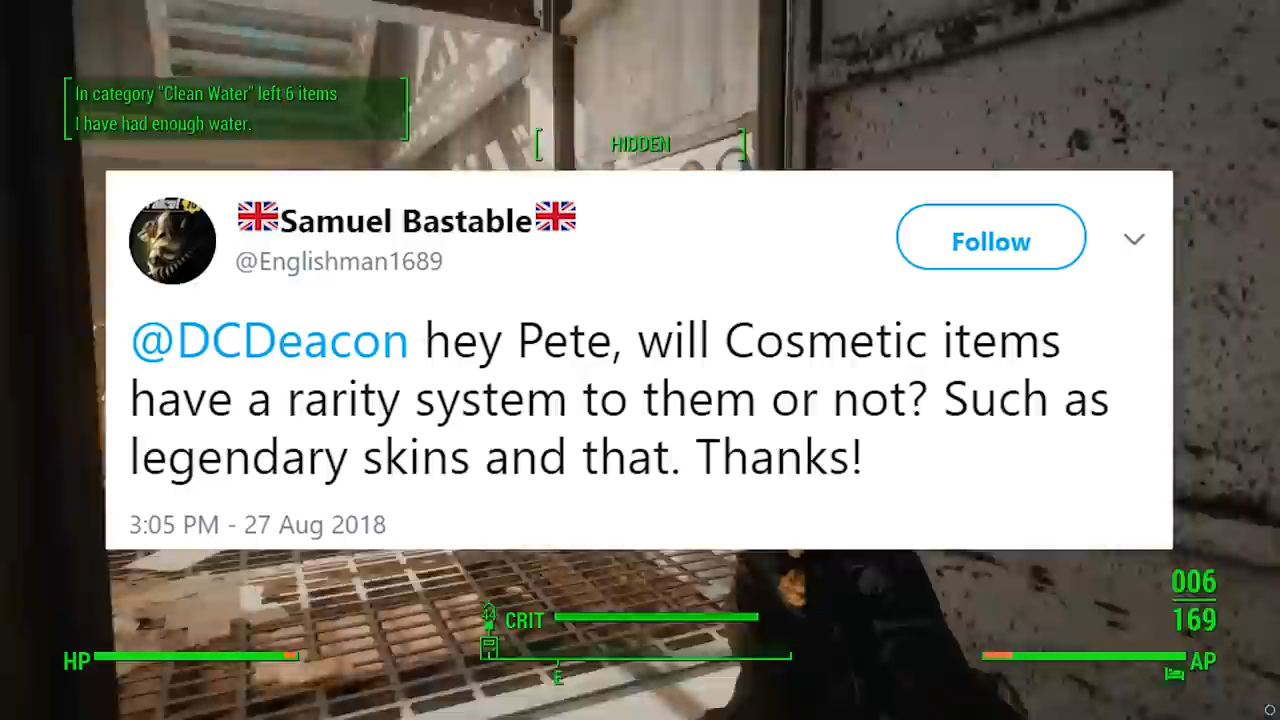 In category "Clean Water" left 6 items
I have had enough water.
HIDDEN
Samuel Bastable
@Englishman1689
Follow
@DCDeacon hey Pete, will Cosmetic items
have a rarity system to them or not? Such as
legendary skins and that. Thanks!
3:05 PM - 27 Aug 2018
006
169
CRIT
HP
AP
E